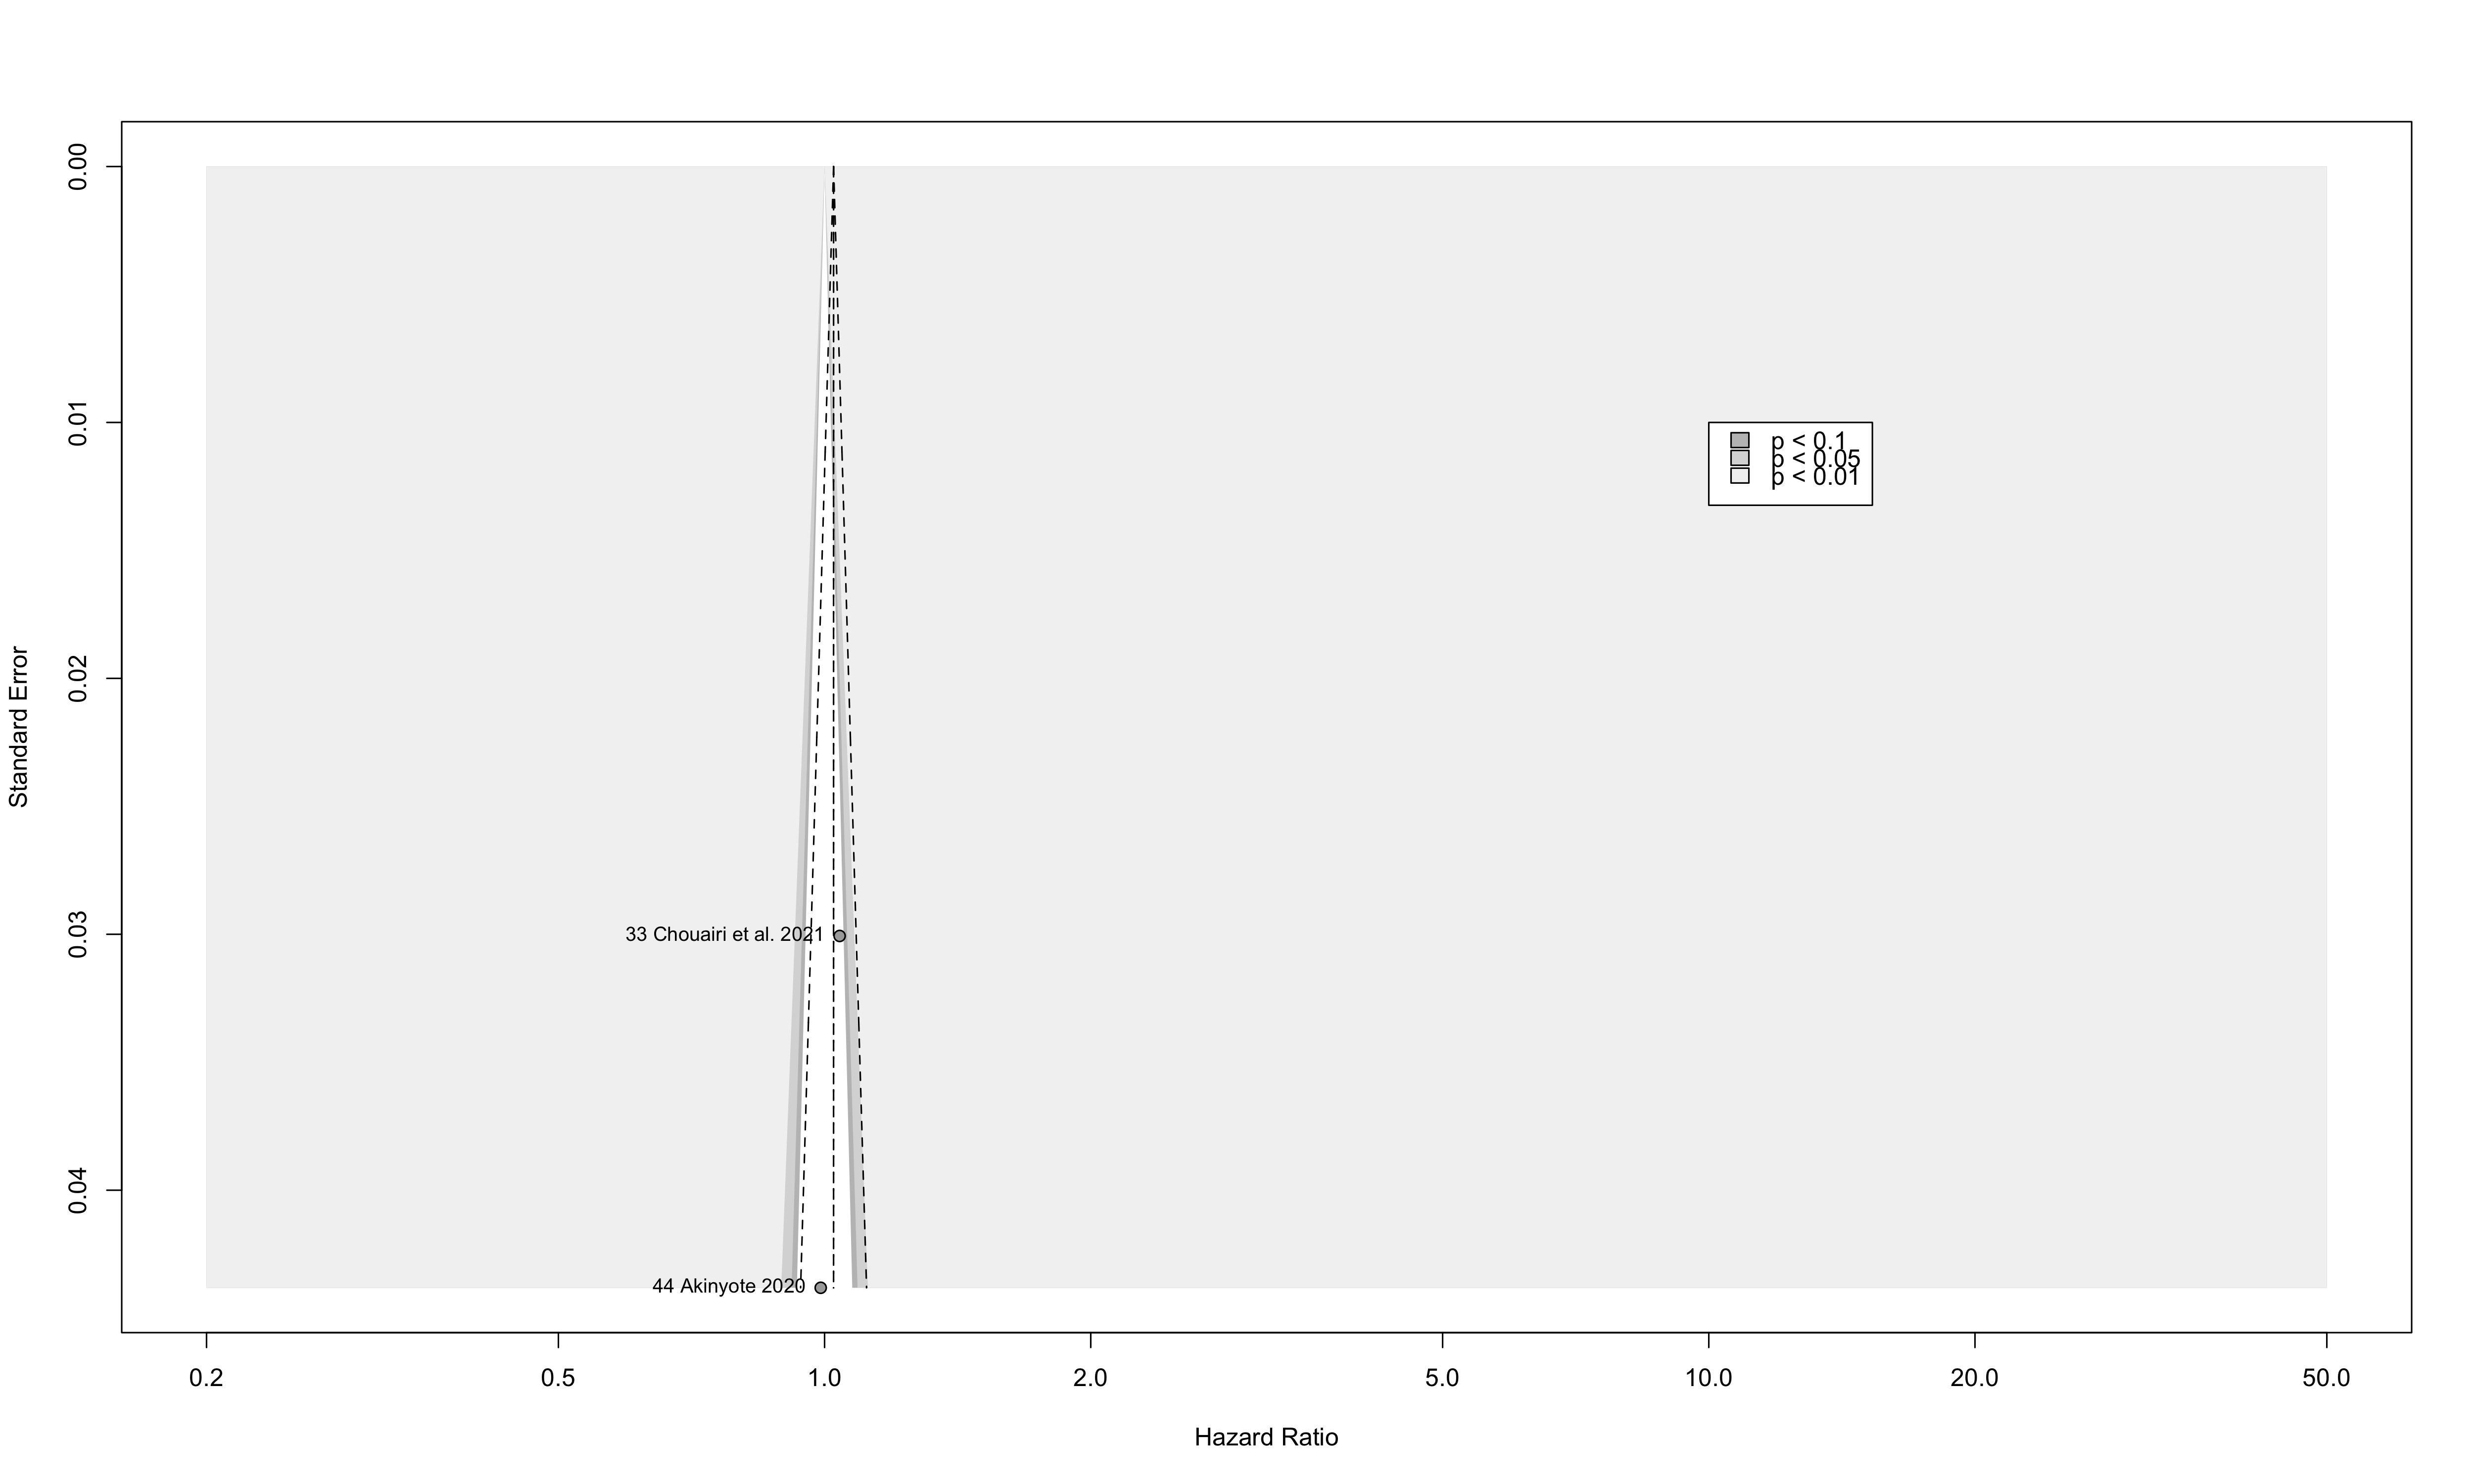 0.00
0.01
p < 0.1
p < 0.05
p < 0.01
0.02
Standard Error
0.03
33 Chouairi et al. 2021
0.04
44 Akinyote 2020
0.2 0.5 1.0 2.0 5.0 10.0 20.0 50.0
Hazard Ratio